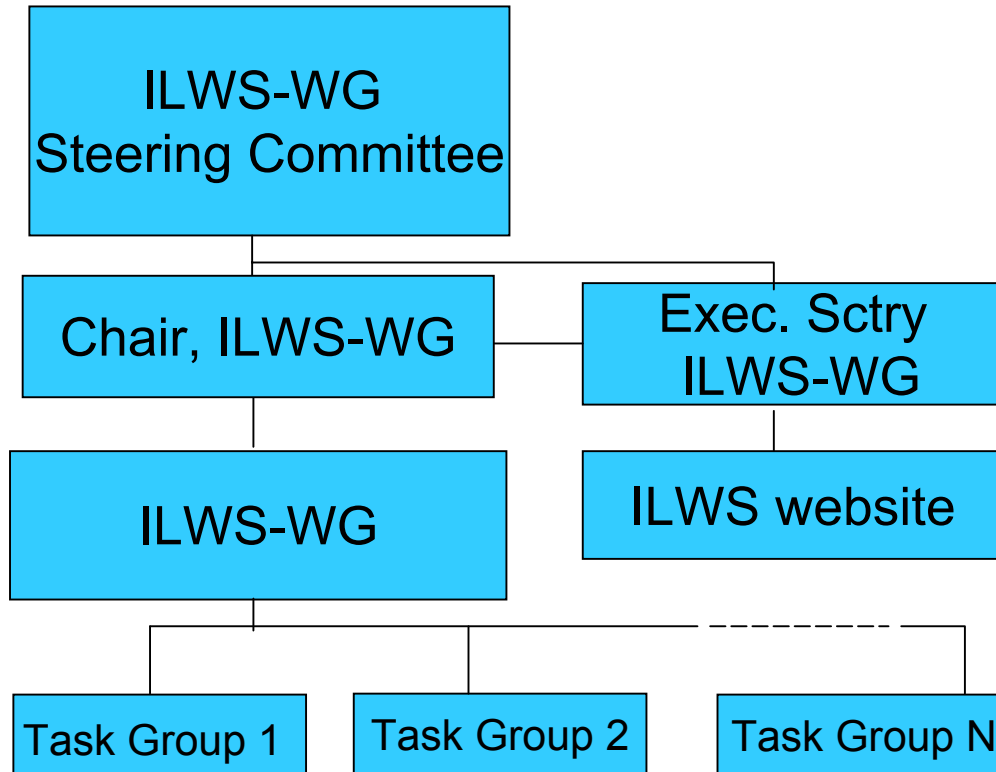 ILWS-WG
Steering Committee
Chair, ILWS-WG
Exec. Sctry
ILWS-WG
ILWS-WG
ILWS website
Task Group 1
Task Group 2
Task Group N